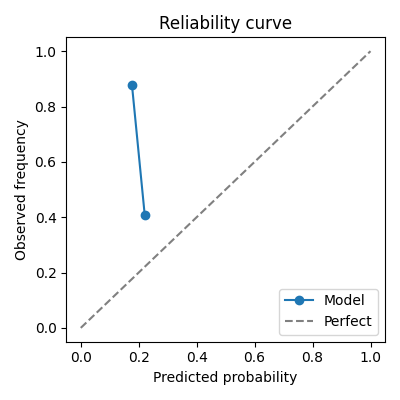 Reliability curve
Observed frequency
1.0
0.8
0.6
0.4
0.2
0.0
0.0 0.2 0.4 0.6 0.8 1.0
Predicted probability
Model
Perfect